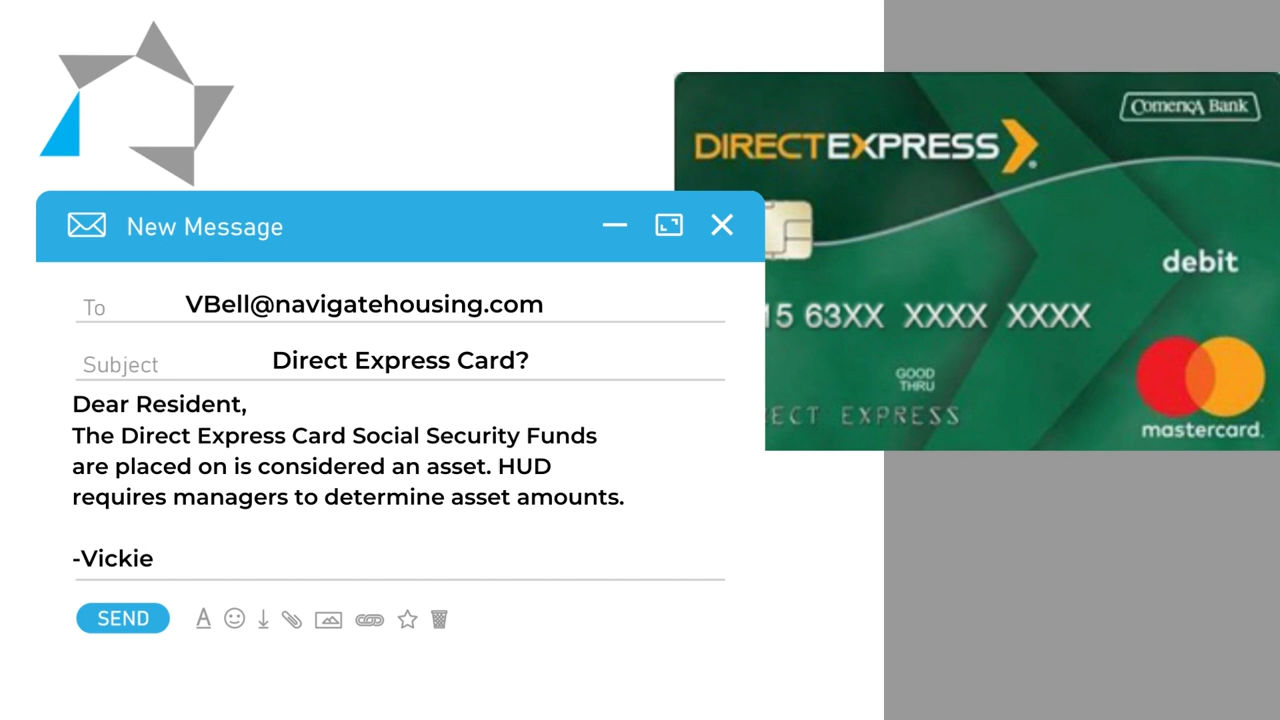 DIRECTEXPRESS
ComericA Bank
debit
15 63XX XXXX XXXX
GOOD
THRU
ECT EXPRESS
mastercard.
New Message
To VBell@navigatehousing.com
Subject Direct Express Card?
Dear Resident,
The Direct Express Card Social Security Funds
are placed on is considered an asset. HUD
requires managers to determine asset amounts.
-Vickie
SEND